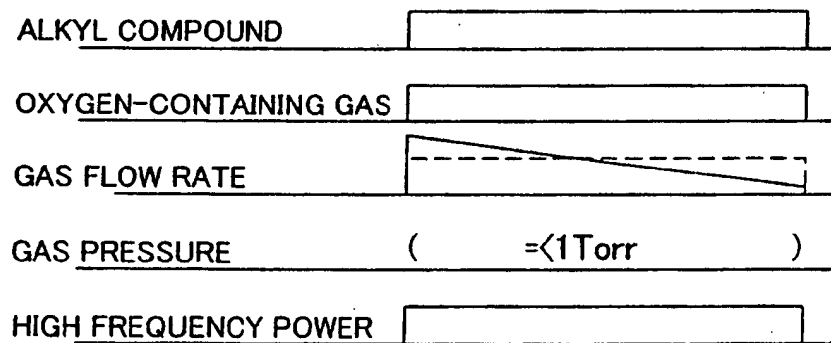 ALKYL COMPOUND
OXYGEN-CONTAINING GAS
GAS FLOW RATE
GAS PRESSURE ( =<1Torr )
HIGH FREQUENCY POWER